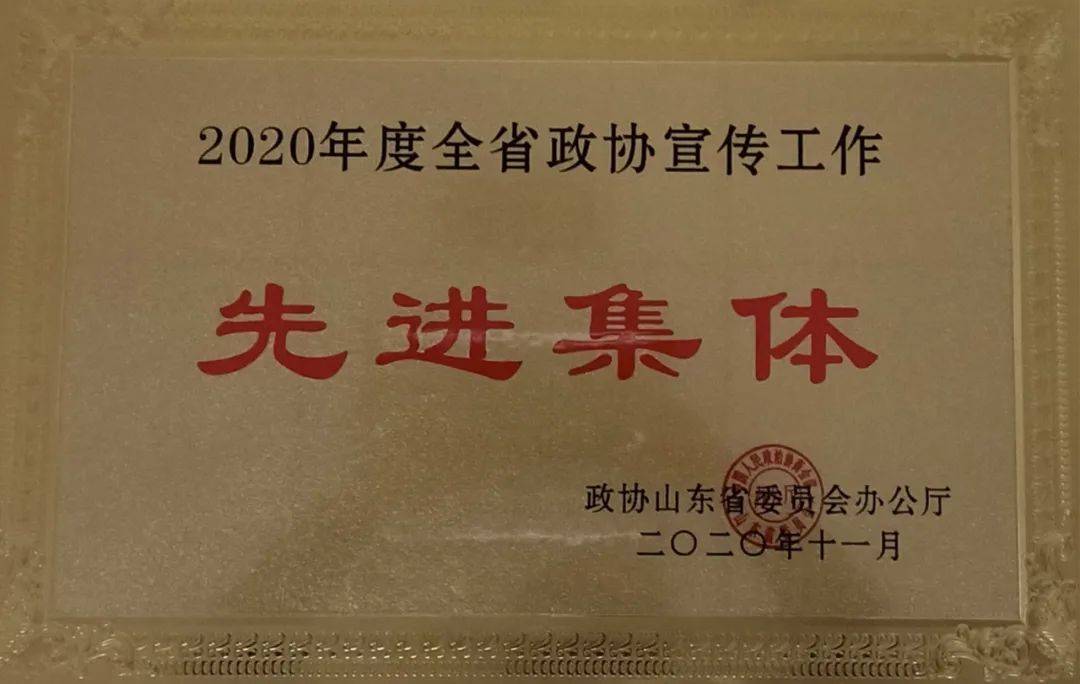 2020年度全省政协宣传工作
先进集体
政协山东省委员会办公厅
二〇二〇年十一月